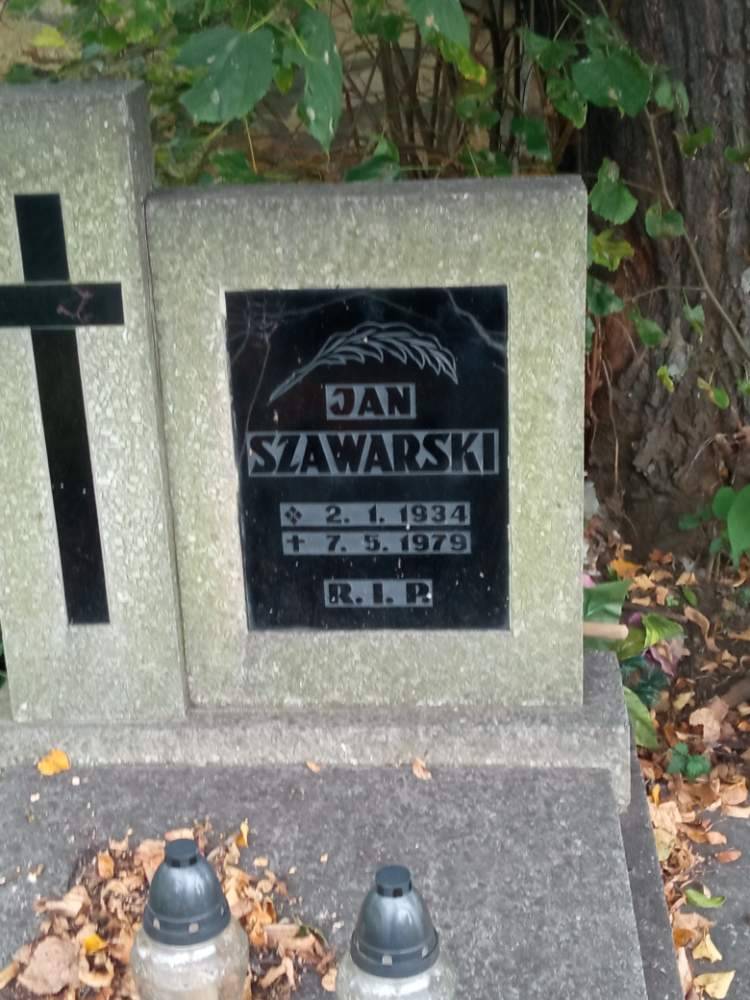 JAN
SZAWARSKI
✤ 2. 1. 1934
✝ 7. 5. 1979
R. I. P.